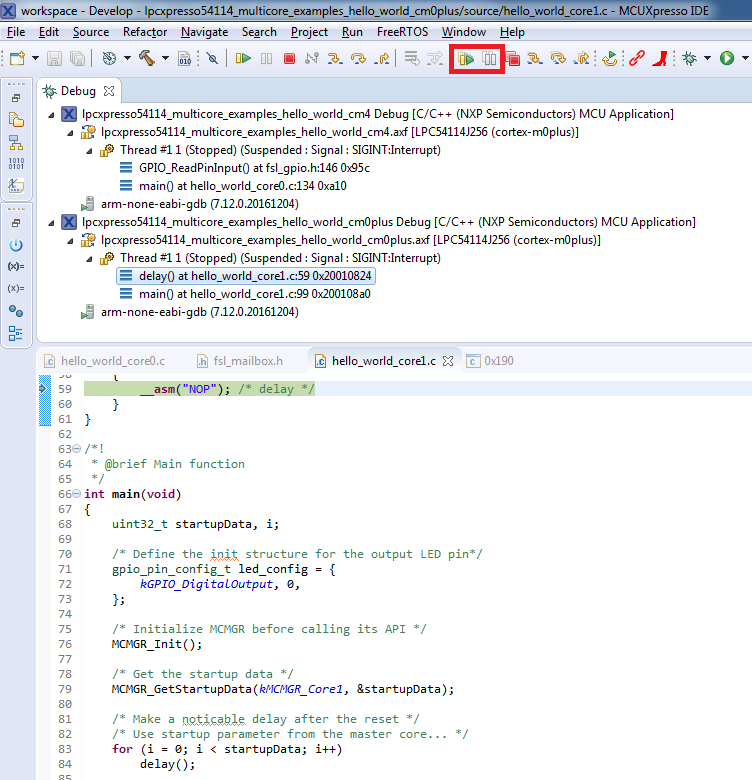 workspace - Develop - lpcxpresso54114_multicore_examples_hello_world_cm0plus/source/hello_world_core1.c - MCUXpresso IDE
File Edit Source Refactor Navigate Search Project Run FreeRTOS Window Help
Debug
lpcxpresso54114_multicore_examples_hello_world_cm4 Debug [C/C++ (NXP Semiconductors) MCU Application]
lpcxpresso54114_multicore_examples_hello_world_cm4.axf [LPC54114J256 (cortex-m0plus)]
Thread #1 1 (Stopped) (Suspended : Signal : SIGINT:Interrupt)
GPIO_ReadPinInput() at fsl_gpio.h:146 0x95c
main() at hello_world_core0.c:134 0xa10
arm-none-eabi-gdb (7.12.0.20161204)
lpcxpresso54114_multicore_examples_hello_world_cm0plus Debug [C/C++ (NXP Semiconductors) MCU Application]
lpcxpresso54114_multicore_examples_hello_world_cm0plus.axf [LPC54114J256 (cortex-m0plus)]
Thread #1 1 (Stopped) (Suspended : Signal : SIGINT:Interrupt)
delay() at hello_world_core1.c:59 0x20010824
main() at hello_world_core1.c:99 0x200108a0
arm-none-eabi-gdb (7.12.0.20161204)
hello_world_core0.c fsl_mailbox.h hello_world_core1.c 0x190
58 {
59 __asm("NOP"); /* delay */
60 }
61 }
62
63 /*!
64 * @brief Main function
65 */
66 int main(void)
67 {
68 uint32_t startupData, i;
69
70 /* Define the init structure for the output LED pin*/
71 gpio_pin_config_t led_config = {
72 kGPIO_DigitalOutput, 0,
73 };
74
75 /* Initialize MCMGR before calling its API */
76 MCMGR_Init();
77
78 /* Get the startup data */
79 MCMGR_GetStartupData(kMCMGR_Core1, &startupData);
80
81 /* Make a noticable delay after the reset */
82 /* Use startup parameter from the master core... */
83 for (i = 0; i < startupData; i++)
84 delay();
85